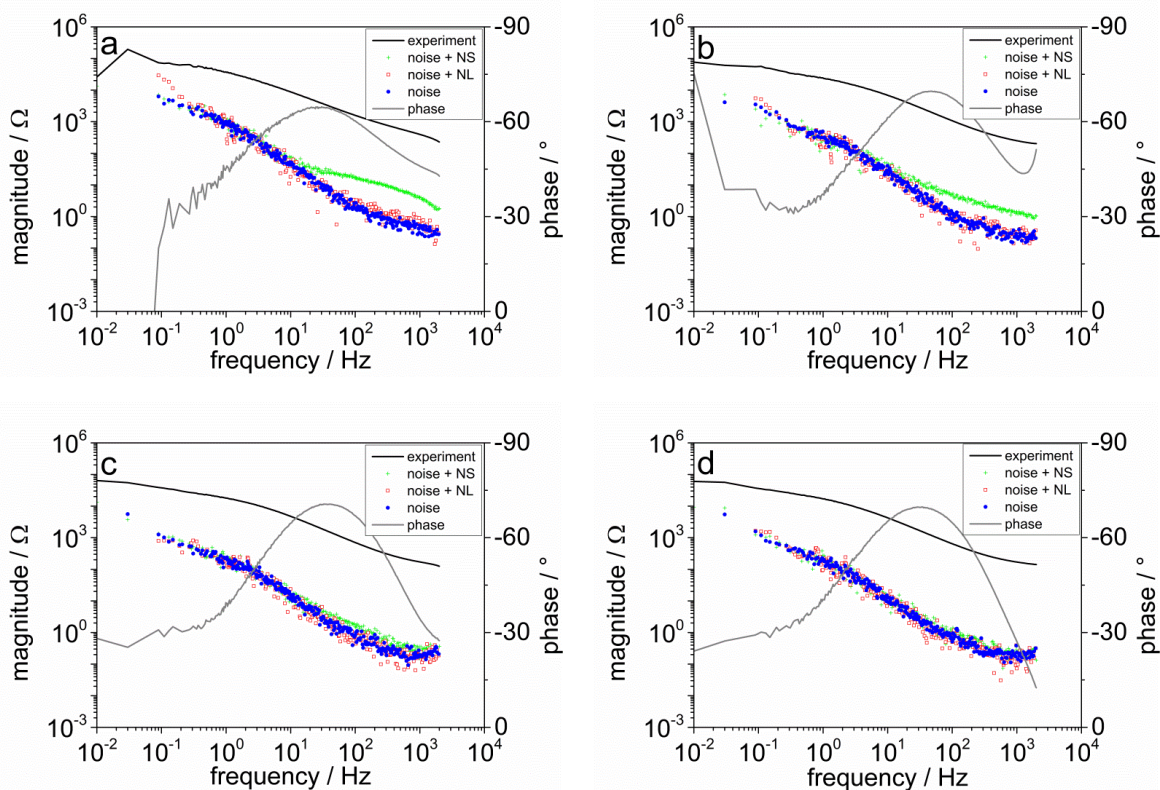 a
magnitude / Ω
10^6
10^3
10^0
10^-3
experiment
noise + NS
noise + NL
noise
phase
-90
-60
-30
0
phase / °
10^-2 10^-1 10^0 10^1 10^2 10^3 10^4
frequency / Hz
b
magnitude / Ω
10^6
10^3
10^0
10^-3
experiment
noise + NS
noise + NL
noise
phase
-90
-60
-30
0
phase / °
10^-2 10^-1 10^0 10^1 10^2 10^3 10^4
frequency / Hz
c
magnitude / Ω
10^6
10^3
10^0
10^-3
experiment
noise + NS
noise + NL
noise
phase
-90
-60
-30
0
phase / °
10^-2 10^-1 10^0 10^1 10^2 10^3 10^4
frequency / Hz
d
magnitude / Ω
10^6
10^3
10^0
10^-3
experiment
noise + NS
noise + NL
noise
phase
-90
-60
-30
0
phase / °
10^-2 10^-1 10^0 10^1 10^2 10^3 10^4
frequency / Hz